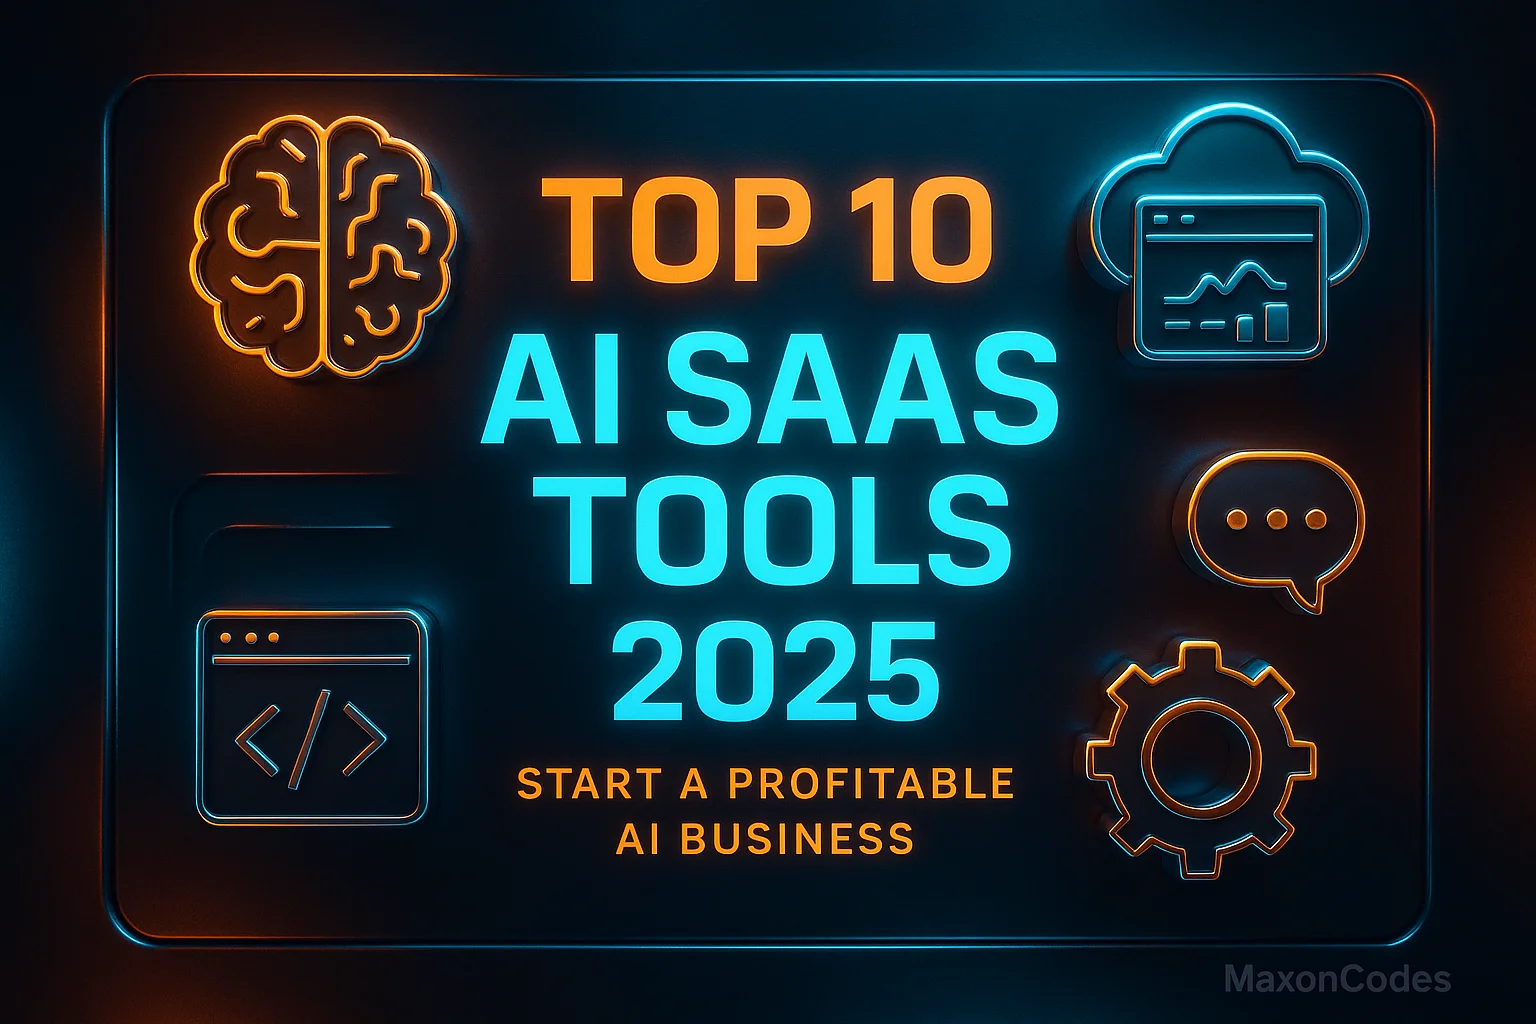 TOP 10
AI SAAS
TOOLS
2025
START A PROFITABLE
AI BUSINESS
</>
MaxonCodes